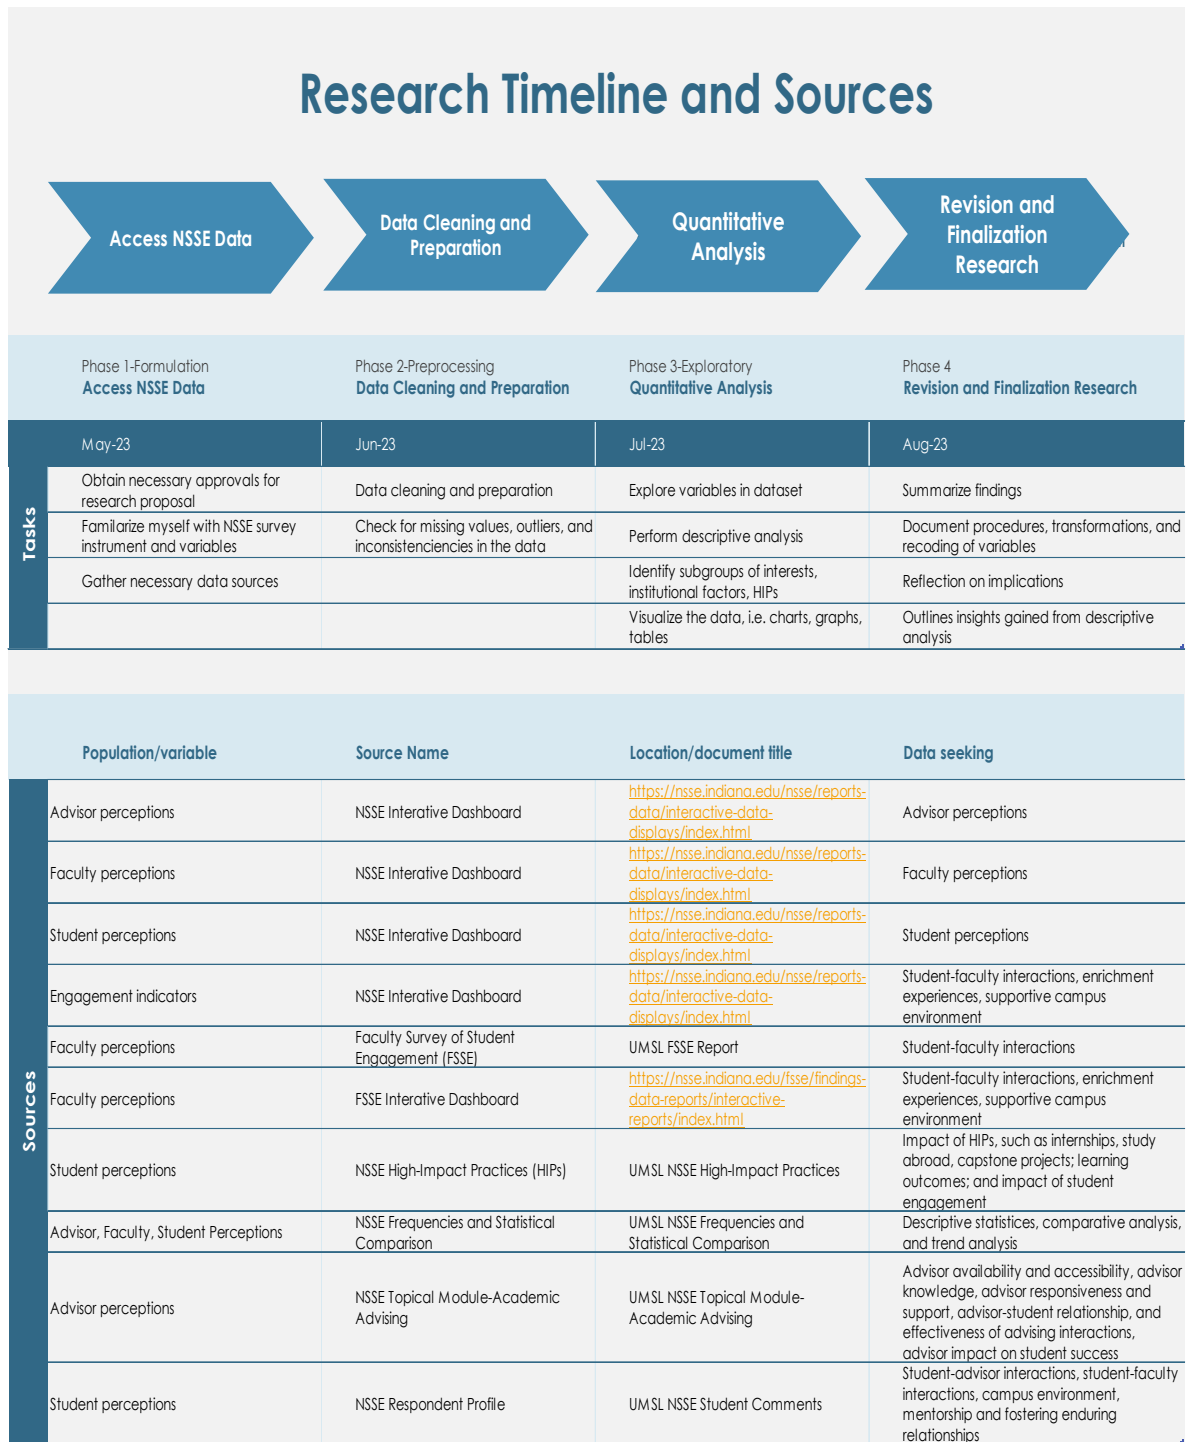 Research Timeline and Sources
Access NSSE Data
Data Cleaning and
Preparation
Quantitative
Analysis
Revision and
Finalization
Research
Phase 1-Formulation
Access NSSE Data
Phase 2-Preprocessing
Data Cleaning and Preparation
Phase 3-Exploratory
Quantitative Analysis
Phase 4
Revision and Finalization Research
May-23
Jun-23
Jul-23
Aug-23
Tasks
Obtain necessary approvals for
research proposal
Data cleaning and preparation
Explore variables in dataset
Summarize findings
Familarize myself with NSSE survey
instrument and variables
Check for missing values, outliers, and
inconsistenciencies in the data
Perform descriptive analysis
Document procedures, transformations, and
recoding of variables
Gather necessary data sources
Identify subgroups of interests,
institutional factors, HIPs
Reflection on implications
Visualize the data, i.e. charts, graphs,
tables
Outlines insights gained from descriptive
analysis
Population/variable
Source Name
Location/document title
Data seeking
Sources
Advisor perceptions
NSSE Interative Dashboard
https://nsse.indiana.edu/nsse/reports-
data/interactive-data-
displays/index.html
Advisor perceptions
Faculty perceptions
NSSE Interative Dashboard
https://nsse.indiana.edu/nsse/reports-
data/interactive-data-
displays/index.html
Faculty perceptions
Student perceptions
NSSE Interative Dashboard
https://nsse.indiana.edu/nsse/reports-
data/interactive-data-
displays/index.html
Student perceptions
Engagement indicators
NSSE Interative Dashboard
https://nsse.indiana.edu/nsse/reports-
data/interactive-data-
displays/index.html
Student-faculty interactions, enrichment
experiences, supportive campus
environment
Faculty perceptions
Faculty Survey of Student
Engagement (FSSE)
UMSL FSSE Report
Student-faculty interactions
Faculty perceptions
FSSE Interative Dashboard
https://nsse.indiana.edu/fsse/findings-
data-reports/interactive-
reports/index.html
Student-faculty interactions, enrichment
experiences, supportive campus
environment
Student perceptions
NSSE High-Impact Practices (HIPs)
UMSL NSSE High-Impact Practices
Impact of HIPs, such as internships, study
abroad, capstone projects; learning
outcomes; and impact of student
engagement
Advisor, Faculty, Student Perceptions
NSSE Frequencies and Statistical
Comparison
UMSL NSSE Frequencies and
Statistical Comparison
Descriptive statistices, comparative analysis,
and trend analysis
Advisor perceptions
NSSE Topical Module-Academic
Advising
UMSL NSSE Topical Module-
Academic Advising
Advisor availability and accessibility, advisor
knowledge, advisor responsiveness and
support, advisor-student relationship, and
effectiveness of advising interactions,
advisor impact on student success
Student perceptions
NSSE Respondent Profile
UMSL NSSE Student Comments
Student-advisor interactions, student-faculty
interactions, campus environment,
mentorship and fostering enduring
relationships